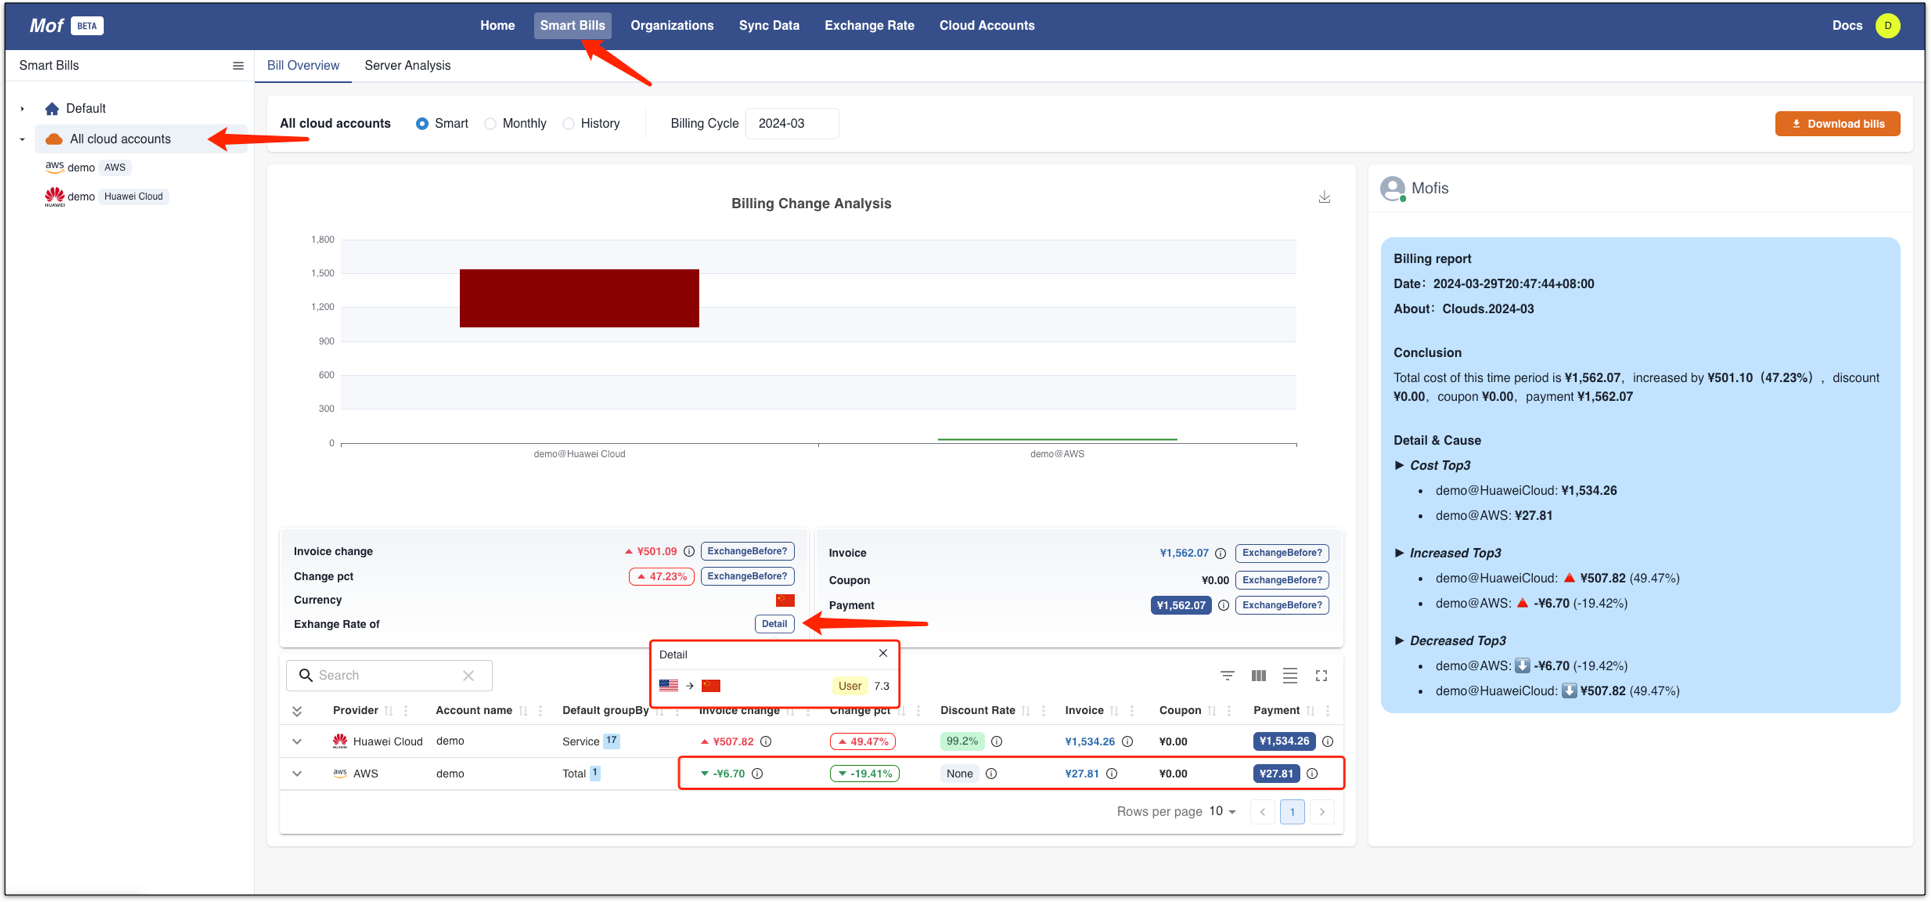 Mof BETA
Home Smart Bills Organizations Sync Data Exchange Rate Cloud Accounts
Docs D
Smart Bills
Bill Overview Server Analysis
Default
All cloud accounts
aws demo AWS
HUAWEI demo Huawei Cloud
All cloud accounts Smart Monthly History Billing Cycle 2024-03
Download bills
Billing Change Analysis
1,800
1,500
1,200
900
600
300
0
demo@Huawei Cloud demo@AWS
Invoice change ¥501.09 ExchangeBefore?
Change pct 47.23% ExchangeBefore?
Currency
Exhange Rate of Detail
Invoice ¥1,562.07 ExchangeBefore?
Coupon ¥0.00 ExchangeBefore?
Payment ¥1,562.07 ExchangeBefore?
Detail
→ User 7.3
Search
Provider Account name Default groupBy Invoice change Change pct Discount Rate Invoice Coupon Payment
Huawei Cloud demo Service 17 ¥507.82 49.47% 99.2% ¥1,534.26 ¥0.00 ¥1,534.26
aws AWS demo Total 1 -¥6.70 -19.41% None ¥27.81 ¥0.00 ¥27.81
Rows per page 10 1
Mofis
Billing report
Date： 2024-03-29T20:47:44+08:00
About： Clouds.2024-03
Conclusion
Total cost of this time period is ¥1,562.07， increased by ¥501.10（47.23%）， discount
¥0.00， coupon ¥0.00， payment ¥1,562.07
Detail & Cause
► Cost Top3
• demo@HuaweiCloud: ¥1,534.26
• demo@AWS: ¥27.81
► Increased Top3
• demo@HuaweiCloud: 🔺 ¥507.82 (49.47%)
• demo@AWS: 🔺 -¥6.70 (-19.42%)
► Decreased Top3
• demo@AWS: ⬇️ -¥6.70 (-19.42%)
• demo@HuaweiCloud: ⬇️ ¥507.82 (49.47%)